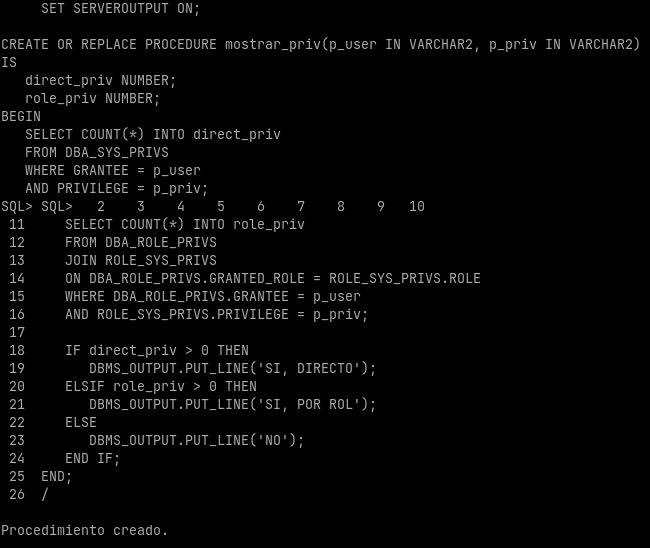 SET SERVEROUTPUT ON;
CREATE OR REPLACE PROCEDURE mostrar_priv(p_user IN VARCHAR2, p_priv IN VARCHAR2)
IS
   direct_priv NUMBER;
   role_priv NUMBER;
BEGIN
   SELECT COUNT(*) INTO direct_priv
   FROM DBA_SYS_PRIVS
   WHERE GRANTEE = p_user
   AND PRIVILEGE = p_priv;
SQL> SQL>   2    3    4    5    6    7    8    9   10
 11     SELECT COUNT(*) INTO role_priv
 12     FROM DBA_ROLE_PRIVS
 13     JOIN ROLE_SYS_PRIVS
 14     ON DBA_ROLE_PRIVS.GRANTED_ROLE = ROLE_SYS_PRIVS.ROLE
 15     WHERE DBA_ROLE_PRIVS.GRANTEE = p_user
 16     AND ROLE_SYS_PRIVS.PRIVILEGE = p_priv;
 17
 18     IF direct_priv > 0 THEN
 19        DBMS_OUTPUT.PUT_LINE('SI, DIRECTO');
 20     ELSIF role_priv > 0 THEN
 21        DBMS_OUTPUT.PUT_LINE('SI, POR ROL');
 22     ELSE
 23        DBMS_OUTPUT.PUT_LINE('NO');
 24     END IF;
 25  END;
 26  /
Procedimiento creado.